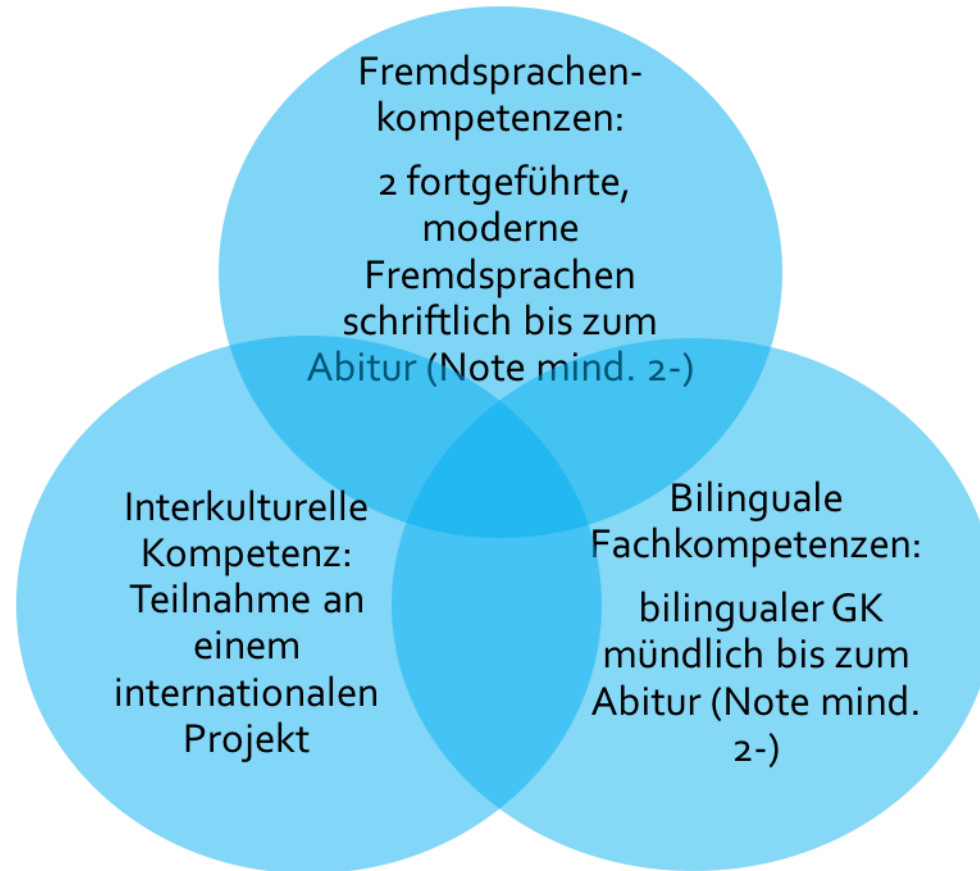 Fremdsprachen-
kompetenzen:
2 fortgeführte,
moderne
Fremdsprachen
schriftlich bis zum
Abitur (Note mind. 2-)
Interkulturelle
Kompetenz:
Teilnahme an
einem
internationalen
Projekt
Bilinguale
Fachkompetenzen:
bilingualer GK
mündlich bis zum
Abitur (Note mind.
2-)